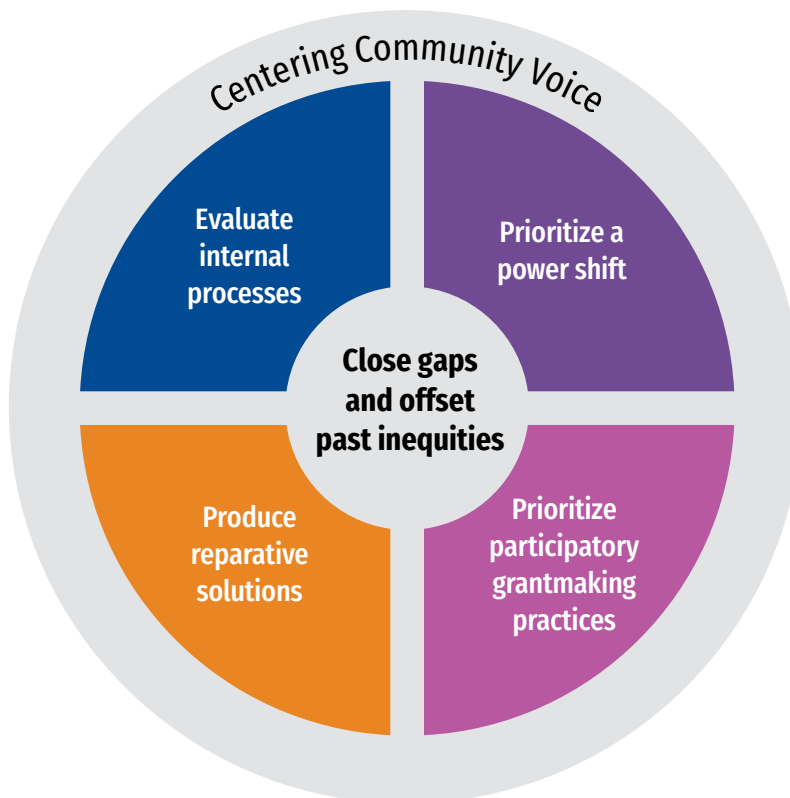 Centering Community Voice
Evaluate
internal
processes
Prioritize a
power shift
Close gaps
and offset
past inequities
Produce
reparative
solutions
Prioritize
participatory
grantmaking
practices